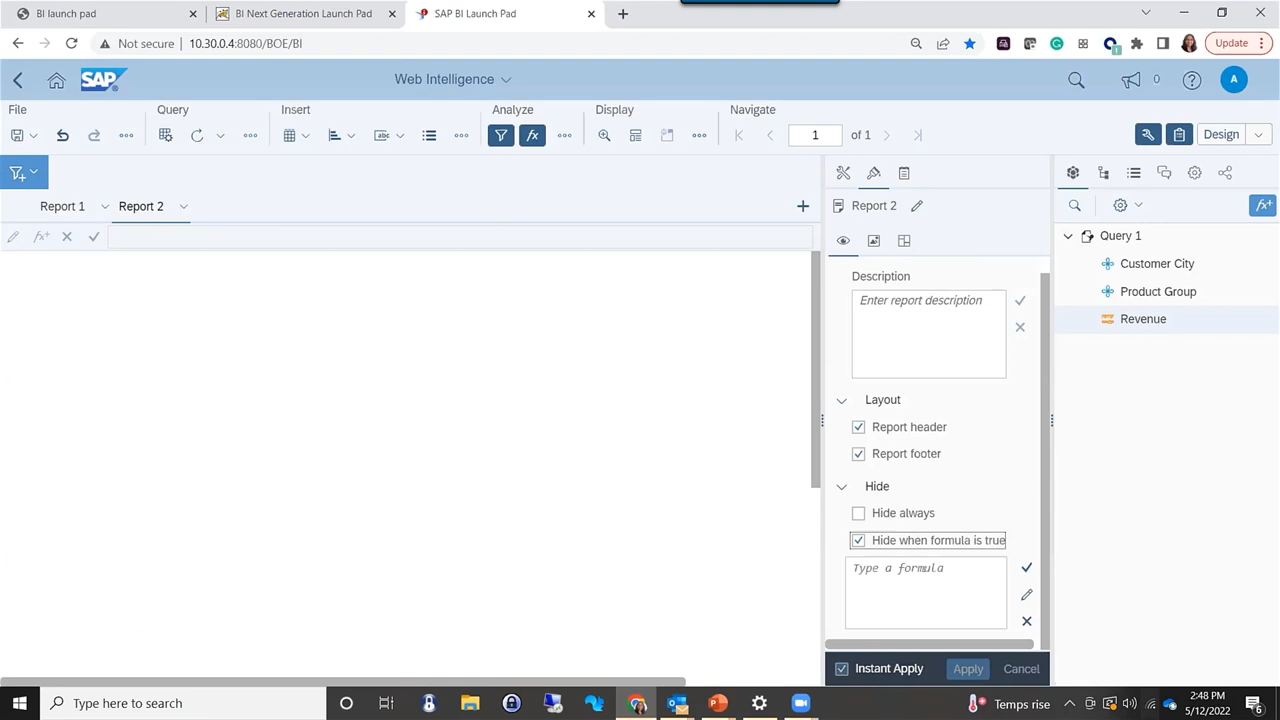 BI launch pad
BI Next Generation Launch Pad
SAP BI Launch Pad
Not secure
10.30.0.4:8080/BOE/BI
Update
SAP
Web Intelligence
0
A
File
Query
Insert
Analyze
Display
Navigate
1
of 1
Design
Report 1
Report 2
Report 2
Query 1
Customer City
Product Group
Revenue
Description
Enter report description
Layout
Report header
Report footer
Hide
Hide always
Hide when formula is true
Type a formula
Instant Apply
Apply
Cancel
Type here to search
Temps rise
2:48 PM
5/12/2022
6